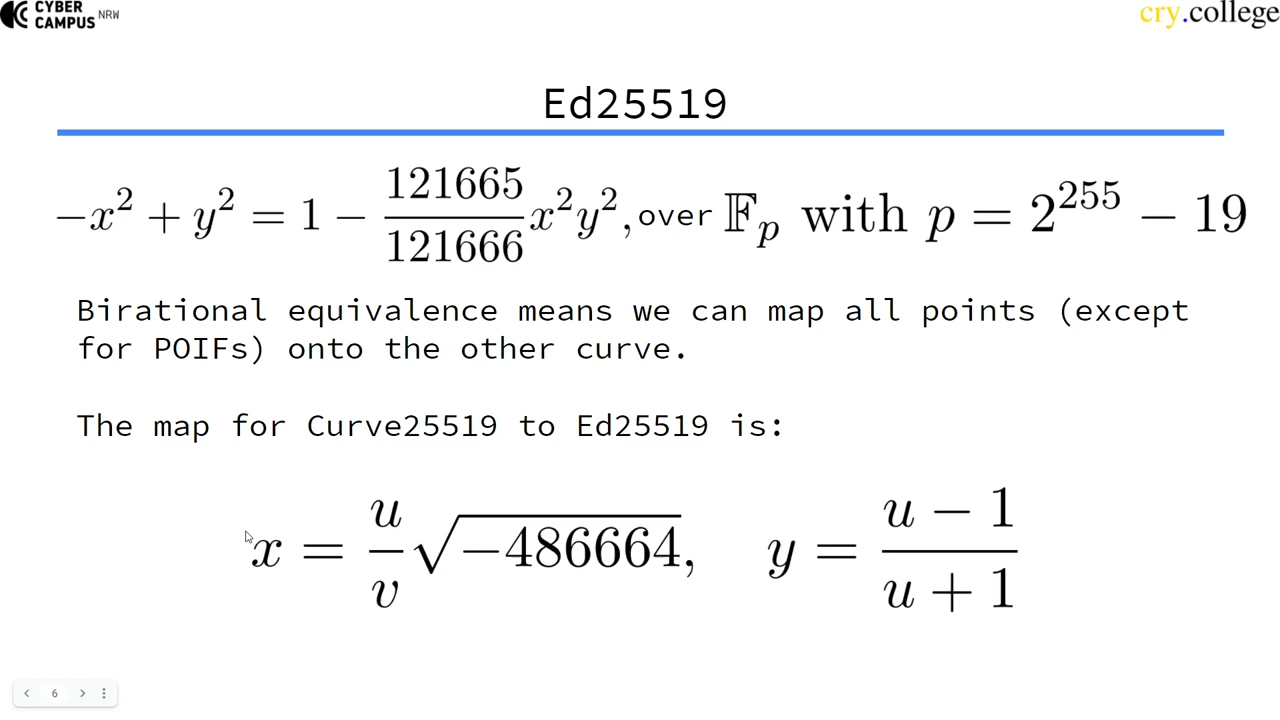 CYBER
CAMPUS NRW
cry.college
Ed25519
−x² + y² = 1 − 121665/121666 x²y², over 𝔽ₚ with p = 2²⁵⁵ − 19
Birational equivalence means we can map all points (except
for POIFs) onto the other curve.
The map for Curve25519 to Ed25519 is:
x = u/v √−486664, y = (u − 1)/(u + 1)
6